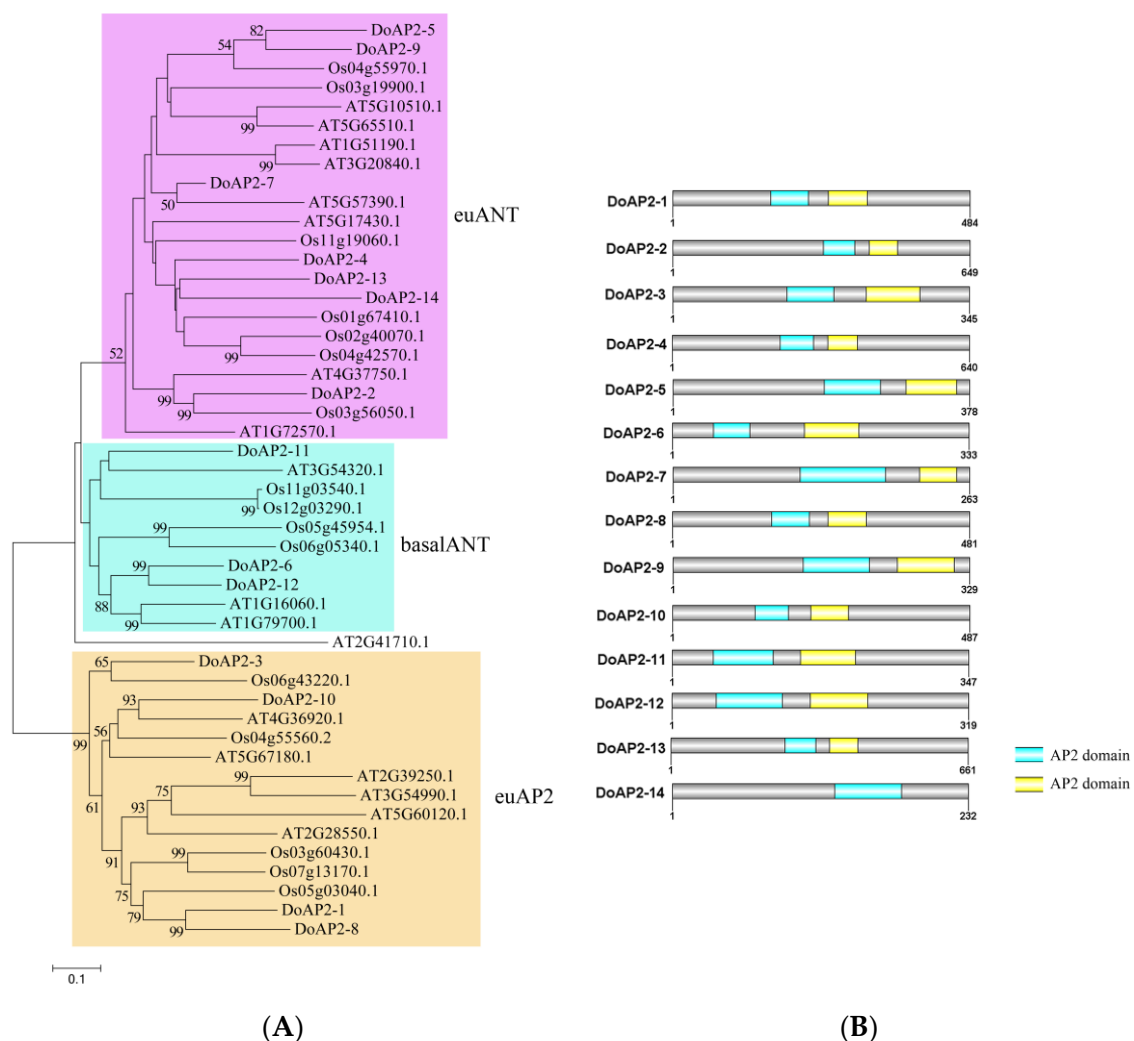 82
DoAP2-5
54
DoAP2-9
Os04g55970.1
Os03g19900.1
AT5G10510.1
99
AT5G65510.1
AT1G51190.1
99
AT3G20840.1
DoAP2-7
50
AT5G57390.1
AT5G17430.1
euANT
Os11g19060.1
DoAP2-4
DoAP2-13
DoAP2-14
Os01g67410.1
Os02g40070.1
99
Os04g42570.1
52
AT4G37750.1
99
DoAP2-2
99
Os03g56050.1
AT1G72570.1
DoAP2-11
AT3G54320.1
Os11g03540.1
99
Os12g03290.1
99
Os05g45954.1
Os06g05340.1
basalANT
99
DoAP2-6
DoAP2-12
88
AT1G16060.1
99
AT1G79700.1
AT2G41710.1
65
DoAP2-3
Os06g43220.1
93
DoAP2-10
AT4G36920.1
56
Os04g55560.2
99
AT5G67180.1
99
AT2G39250.1
75
AT3G54990.1
euAP2
61
93
AT5G60120.1
AT2G28550.1
91
99
Os03g60430.1
Os07g13170.1
75
Os05g03040.1
79
DoAP2-1
99
DoAP2-8
0.1
(A)
DoAP2-1
1 484
DoAP2-2
1 649
DoAP2-3
1 345
DoAP2-4
1 640
DoAP2-5
1 378
DoAP2-6
1 333
DoAP2-7
1 263
DoAP2-8
1 481
DoAP2-9
1 329
DoAP2-10
1 487
DoAP2-11
1 347
DoAP2-12
1 319
DoAP2-13
1 661
DoAP2-14
1 232
AP2 domain
AP2 domain
(B)